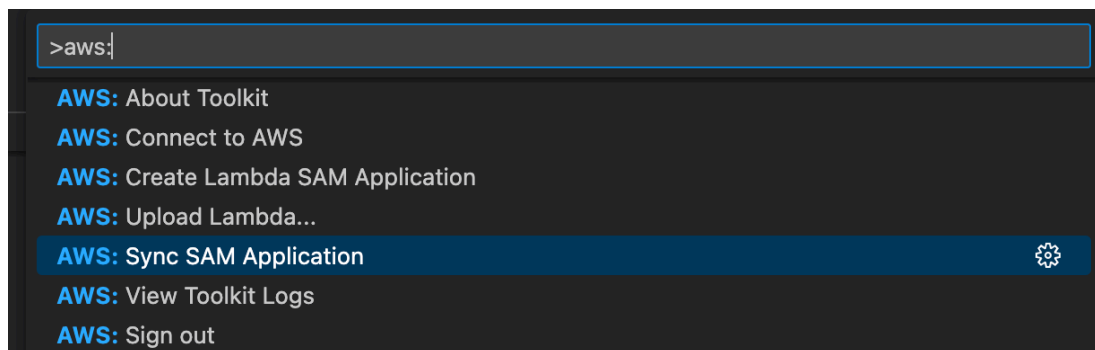 >aws:
AWS: About Toolkit
AWS: Connect to AWS
AWS: Create Lambda SAM Application
AWS: Upload Lambda...
AWS: Sync SAM Application
AWS: View Toolkit Logs
AWS: Sign out